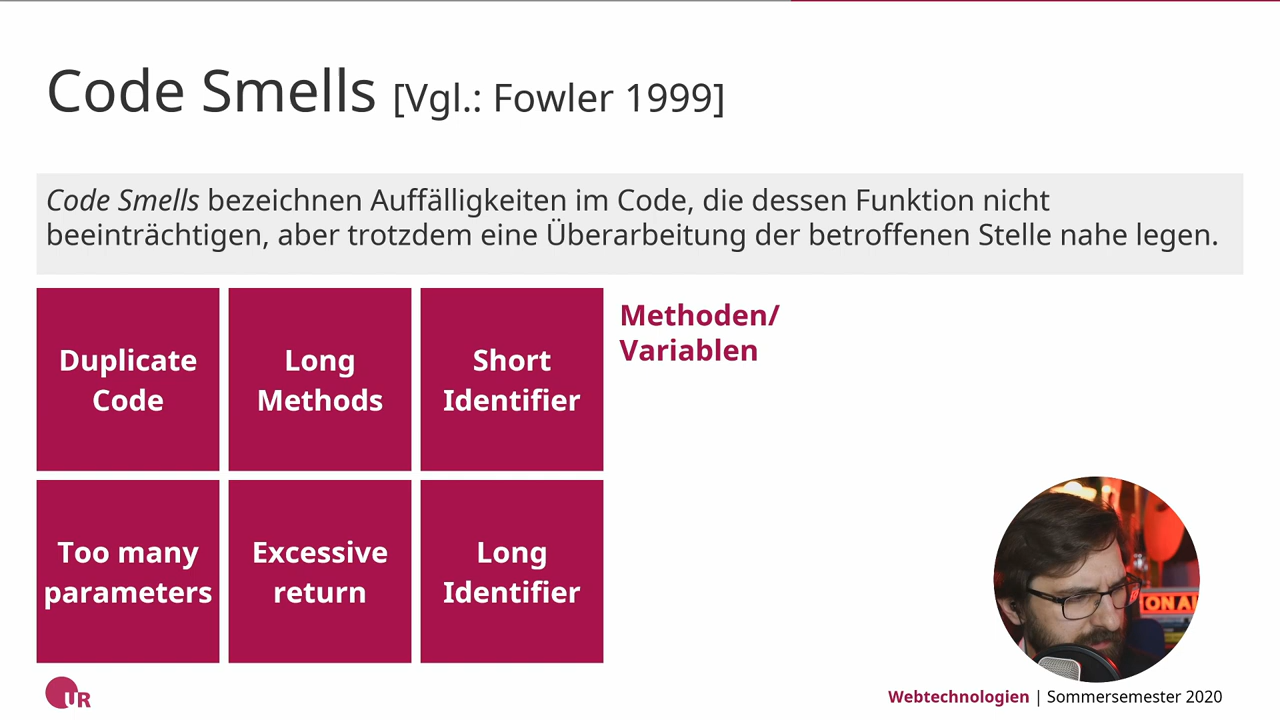 Code Smells [Vgl.: Fowler 1999]
Code Smells bezeichnen Auffälligkeiten im Code, die dessen Funktion nicht
beeinträchtigen, aber trotzdem eine Überarbeitung der betroffenen Stelle nahe legen.
Duplicate
Code
Long
Methods
Short
Identifier
Methoden/
Variablen
Too many
parameters
Excessive
return
Long
Identifier
ON AI
UR
Webtechnologien | Sommersemester 2020